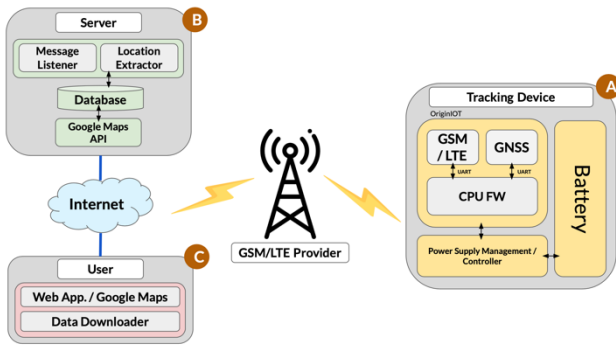 Server
B
Message
Listener
Location
Extractor
Database
Google Maps
API
Internet
User
C
Web App. / Google Maps
Data Downloader
GSM/LTE Provider
Tracking Device
A
OriginIOT
GSM
/ LTE
GNSS
UART
UART
CPU FW
Power Supply Management /
Controller
Battery